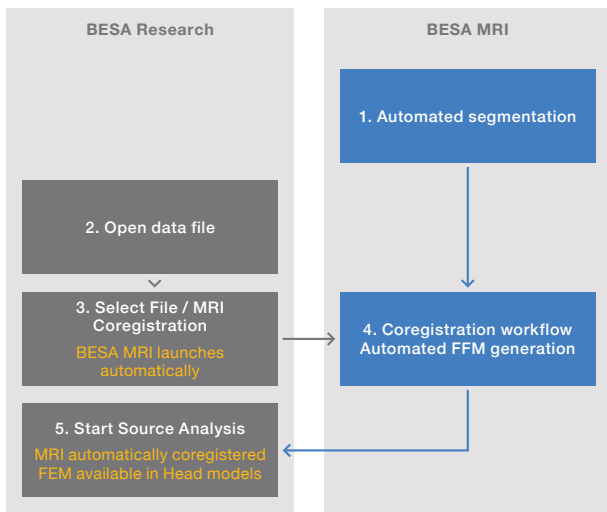 BESA Research
BESA MRI
1. Automated segmentation
2. Open data file
3. Select File / MRI
Coregistration
BESA MRI launches
automatically
4. Coregistration workflow
Automated FFM generation
5. Start Source Analysis
MRI automatically coregistered
FEM available in Head models